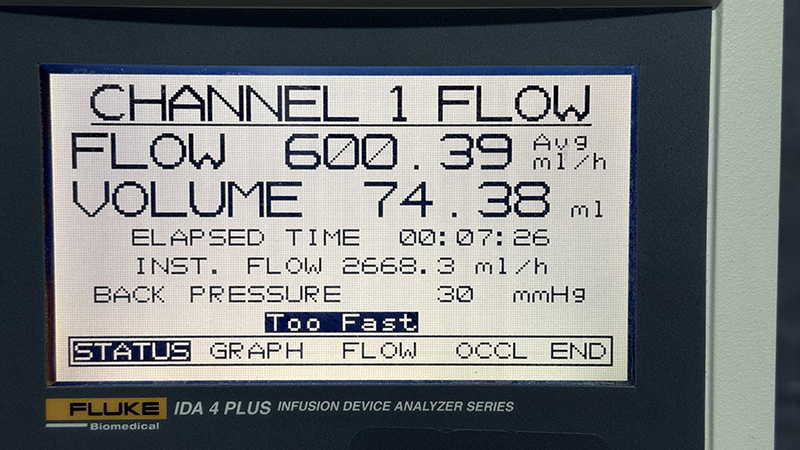 CHANNEL 1 FLOW
FLOW 600.39 Avg ml/h
VOLUME 74.38 ml
ELAPSED TIME 00:07:26
INST. FLOW 2668.3 ml/h
BACK PRESSURE 30 mmHg
Too Fast
STATUS GRAPH FLOW OCCL END
FLUKE IDA 4 PLUS INFUSION DEVICE ANALYZER SERIES
Biomedical